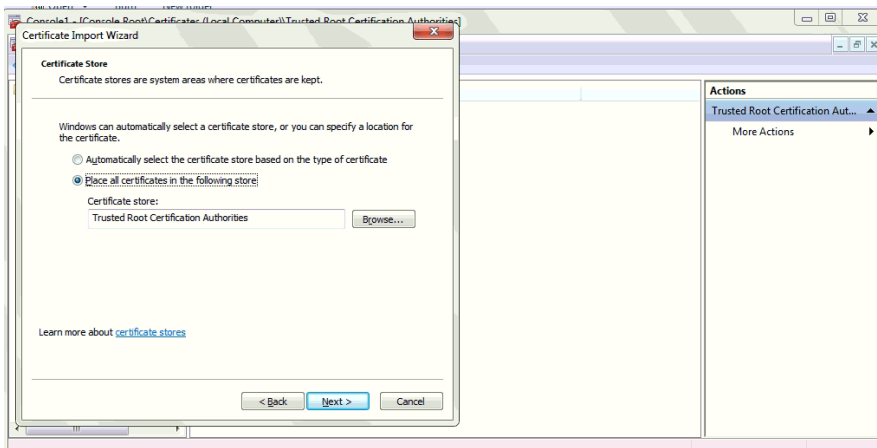 Open
New folder
Console1 - [Console Root\Certificates (Local Computer)\Trusted Root Certification Authorities]
Certificate Import Wizard
Certificate Store
Certificate stores are system areas where certificates are kept.
Windows can automatically select a certificate store, or you can specify a location for
the certificate.
Automatically select the certificate store based on the type of certificate
Place all certificates in the following store
Certificate store:
Trusted Root Certification Authorities
Browse...
Learn more about certificate stores
< Back
Next >
Cancel
Actions
Trusted Root Certification Aut...
More Actions